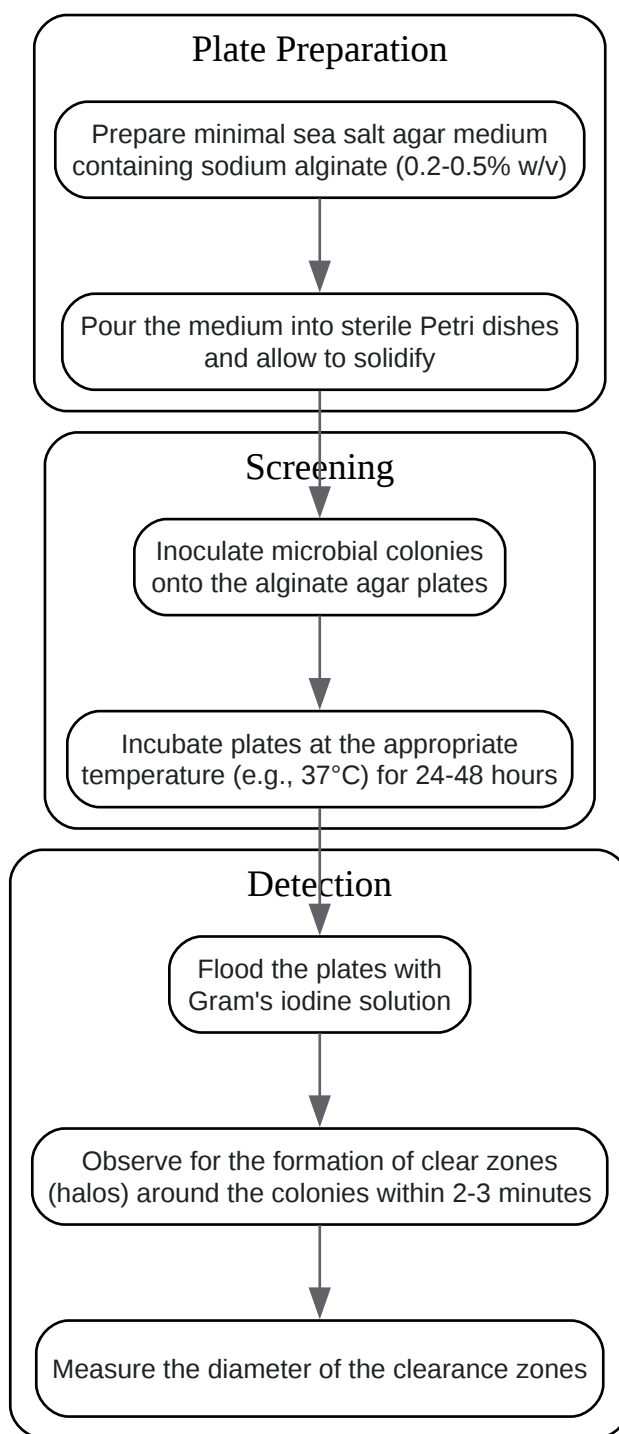 Plate Preparation
Prepare minimal sea salt agar medium
containing sodium alginate (0.2-0.5% w/v)
Pour the medium into sterile Petri dishes
and allow to solidify
Screening
Inoculate microbial colonies
onto the alginate agar plates
Incubate plates at the appropriate
temperature (e.g., 37°C) for 24-48 hours
Detection
Flood the plates with
Gram's iodine solution
Observe for the formation of clear zones
(halos) around the colonies within 2-3 minutes
Measure the diameter of the clearance zones